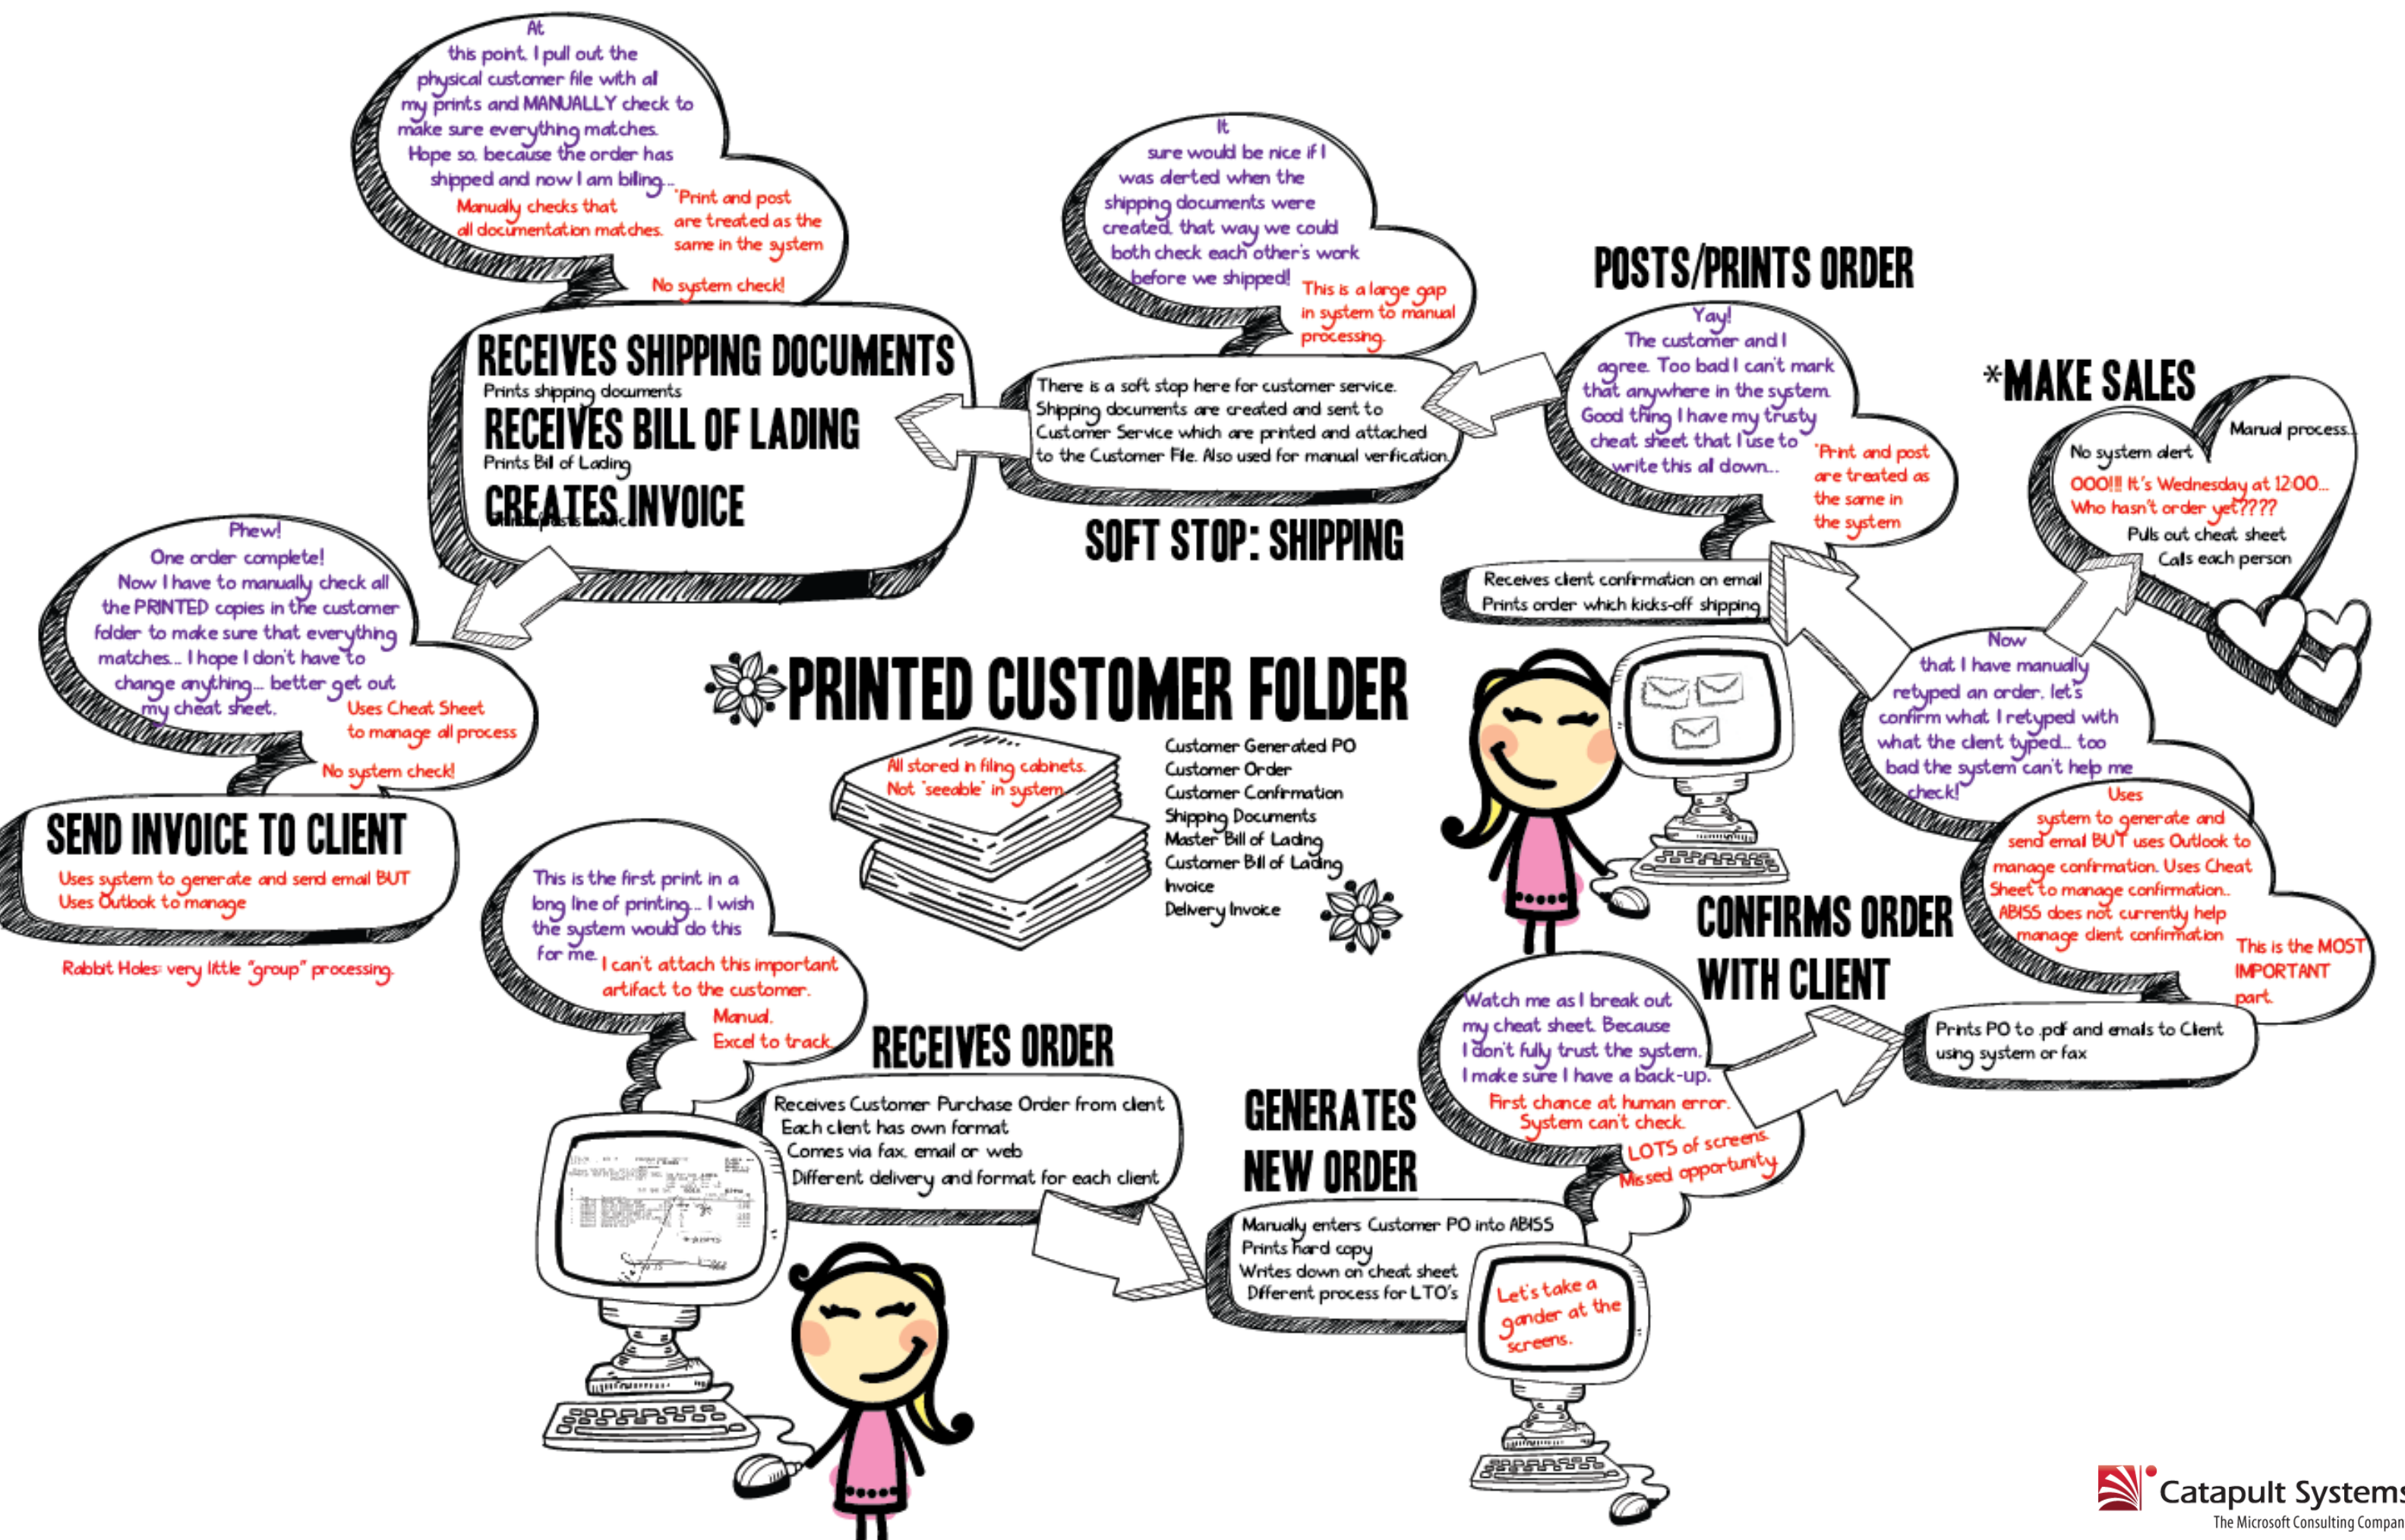 At
this point, I pull out the
physical customer file with all
my prints and MANUALLY check to
make sure everything matches.
Hope so, because the order has
shipped and now I am billing...
Manually checks that
all documentation matches.
*Print and post
are treated as the
same in the system
No system check!
RECEIVES SHIPPING DOCUMENTS
Prints shipping documents
RECEIVES BILL OF LADING
Prints Bill of Lading
CREATES INVOICE
It
sure would be nice if I
was alerted when the
shipping documents were
created, that way we could
both check each other's work
before we shipped!
This is a large gap
in system to manual
processing.
There is a soft stop here for customer service.
Shipping documents are created and sent to
Customer Service which are printed and attached
to the Customer File. Also used for manual verfication.
SOFT STOP: SHIPPING
POSTS/PRINTS ORDER
Yay!
The customer and I
agree. Too bad I can't mark
that anywhere in the system.
Good thing I have my trusty
cheat sheet that I use to
write this all down...
*Print and post
are treated as
the same in
the system
Receives client confirmation on email
Prints order which kicks-off shipping
*MAKE SALES
Manual process...
No system alert
OOO!!! It's Wednesday at 12:00...
Who hasn't order yet????
Pulls out cheat sheet
Calls each person
Phew!
One order complete!
Now I have to manually check all
the PRINTED copies in the customer
folder to make sure that everything
matches... I hope I don't have to
change anything... better get out
my cheat sheet.
Uses Cheat Sheet
to manage all process
No system check!
SEND INVOICE TO CLIENT
Uses system to generate and send email BUT
Uses Outlook to manage
Rabbit Holes: very little "group" processing.
*PRINTED CUSTOMER FOLDER
All stored in filing cabinets.
Not "seeable" in system
Customer Generated PO
Customer Order
Customer Confirmation
Shipping Documents
Master Bill of Lading
Customer Bill of Lading
Invoice
Delivery Invoice
Now
that I have manually
retyped an order, let's
confirm what I retyped with
what the client typed... too
bad the system can't help me
check!
Uses
system to generate and
send email BUT uses Outlook to
manage confirmation. Uses Cheat
Sheet to manage confirmation..
ABISS does not currently help
manage client confirmation
This is the MOST
IMPORTANT
part.
CONFIRMS ORDER
WITH CLIENT
Prints PO to .pdf and emails to Client
using system or fax
This is the first print in a
long line of printing... I wish
the system would do this
for me.
I can't attach this important
artifact to the customer.
Manual.
Excel to track.
RECEIVES ORDER
Receives Customer Purchase Order from client
Each client has own format
Comes via fax, email or web
Different delivery and format for each client
GENERATES
NEW ORDER
Watch me as I break out
my cheat sheet. Because
I don't fully trust the system,
I make sure I have a back-up.
First chance at human error.
System can't check.
LOTS of screens.
Missed opportunity
Manually enters Customer PO into ABISS
Prints hard copy
Writes down on cheat sheet
Different process for LTO's
Let's take a
gander at the
screens.
Catapult Systems
The Microsoft Consulting Compan